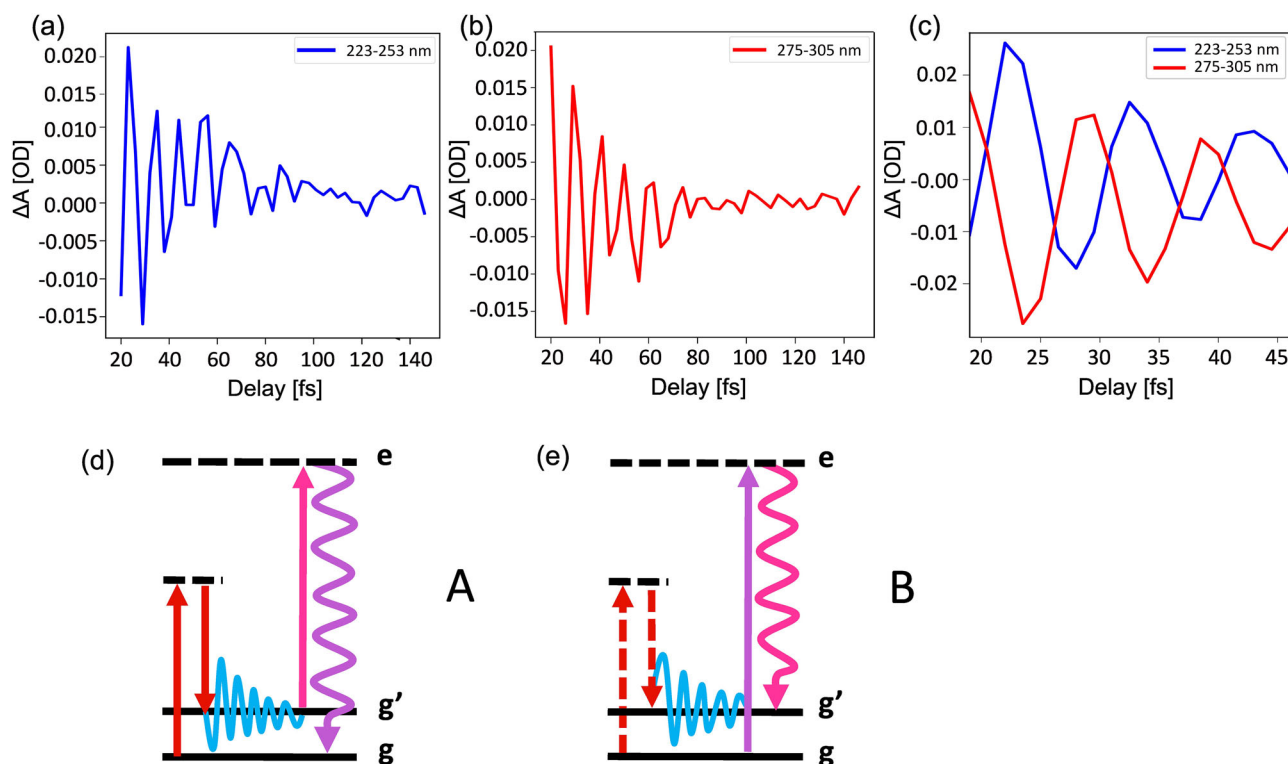 (a)
223-253 nm
0.020
0.015
0.010
0.005
0.000
-0.005
-0.010
-0.015
ΔA [OD]
20 40 60 80 100 120 140
Delay [fs]
(b)
275-305 nm
0.020
0.015
0.010
0.005
0.000
-0.005
-0.010
-0.015
ΔA [OD]
20 40 60 80 100 120 140
Delay [fs]
(c)
223-253 nm
275-305 nm
0.02
0.01
-0.00
-0.01
-0.02
ΔA [OD]
20 25 30 35 40 45
Delay [fs]
(d)
e
A
g’
g
(e)
e
B
g’
g